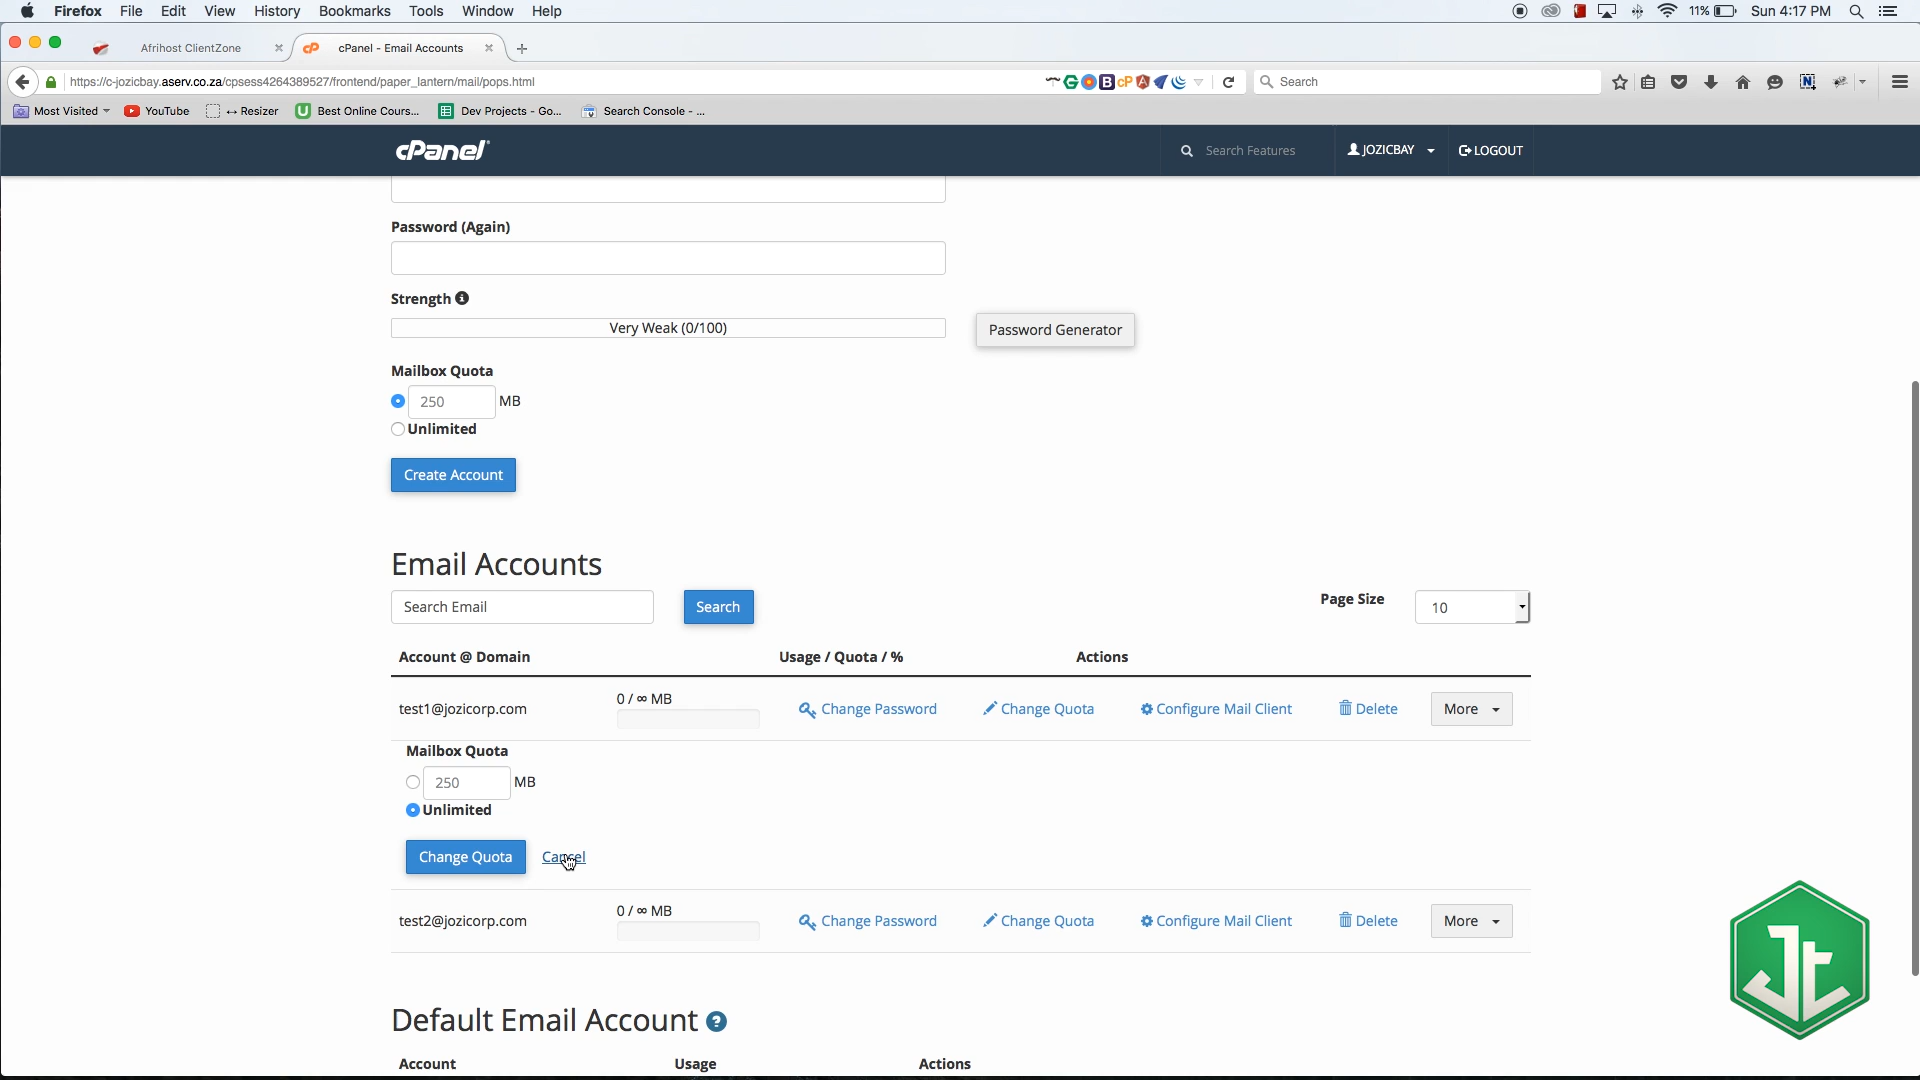 Firefox File Edit View History Bookmarks Tools Window Help 11% Sun 4:17 PM
Afrihost ClientZone cPanel - Email Accounts
https://c-jozicbay.aserv.co.za/cpsess4264389527/frontend/paper_lantern/mail/pops.html Search
Most Visited YouTube Resizer Best Online Cours... Dev Projects - Go... Search Console - ...
cPanel Search Features JOZICBAY LOGOUT
Password (Again)
Strength
Very Weak (0/100) Password Generator
Mailbox Quota
250 MB
Unlimited
Create Account
Email Accounts
Search Email Search Page Size 10
Account @ Domain Usage / Quota / % Actions
test1@jozicorp.com 0 / ∞ MB Change Password Change Quota Configure Mail Client Delete More
Mailbox Quota
250 MB
Unlimited
Change Quota Cancel
test2@jozicorp.com 0 / ∞ MB Change Password Change Quota Configure Mail Client Delete More
Default Email Account ?
Account Usage Actions